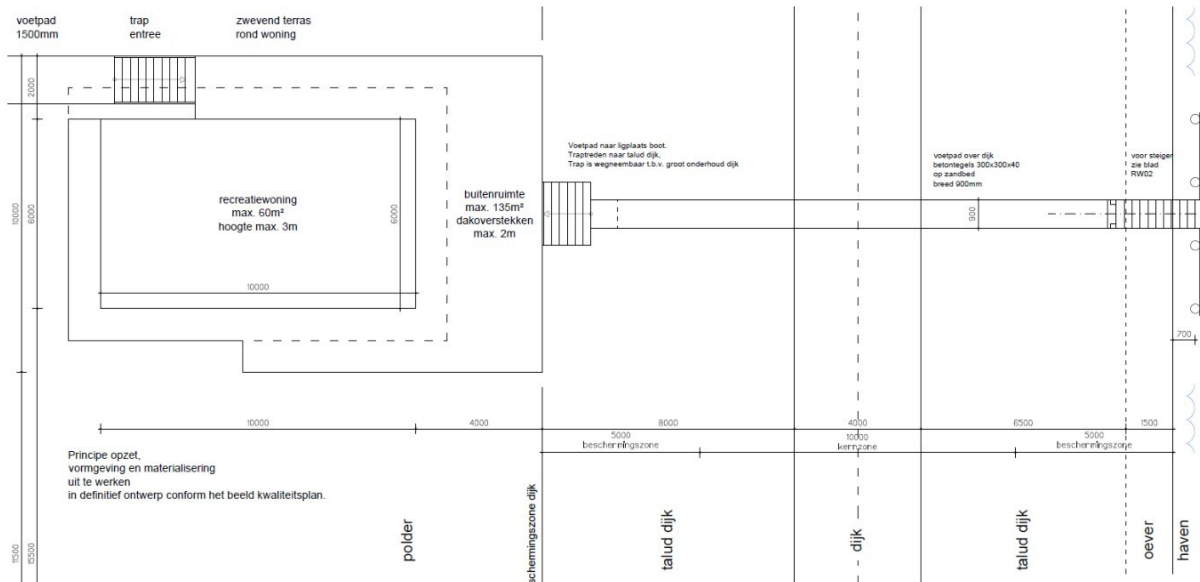 voetpad
1500mm
trap
entree
zwevend terras
rond woning
2000
10000
6000
recreatiewoning
max. 60m²
hoogte max. 3m
6000
10000
buitenruimte
max. 135m²
dakoverstekken
max. 2m
Voetpad naar ligplaats boot.
Traptreden naar talud dijk,
Trap is wegneembaar t.b.v. groot onderhoud dijk
voetpad over dijk
betontegels 300x300x40
op zandbed
breed 900mm
voor steiger
zie blad
RW02
900
700
10000
4000
8000
4000
6500
1500
5000
beschermingszone
10000
kernzone
5000
beschermingszone
Principe opzet,
vormgeving en materialisering
uit te werken
in definitief ontwerp conform het beeld kwaliteitsplan.
11500
15500
polder
schermingszone dijk
talud dijk
dijk
talud dijk
oever
haven